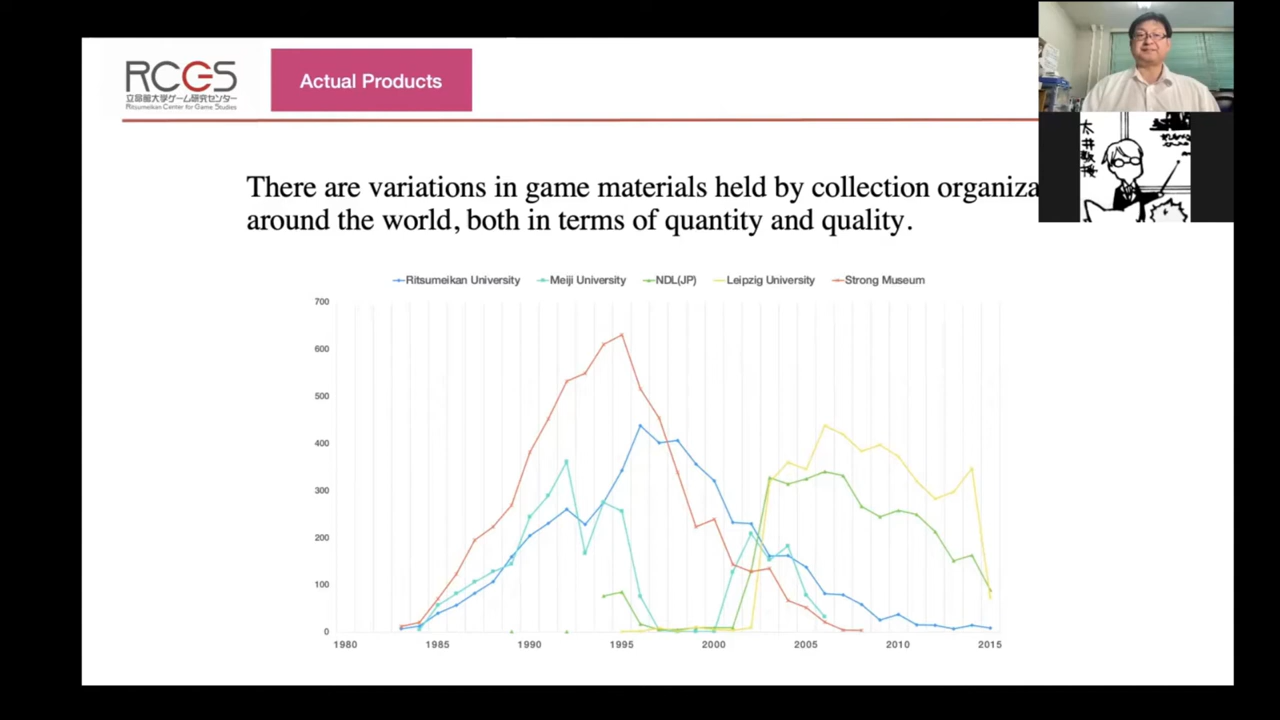 RCGS
立命館大学ゲーム研究センター
Ritsumeikan Center for Game Studies
Actual Products
There are variations in game materials held by collection organiza
around the world, both in terms of quantity and quality.
Ritsumeikan University Meiji University NDL(JP) Leipzig University Strong Museum
700
600
500
400
300
200
100
0
1980 1985 1990 1995 2000 2005 2010 2015